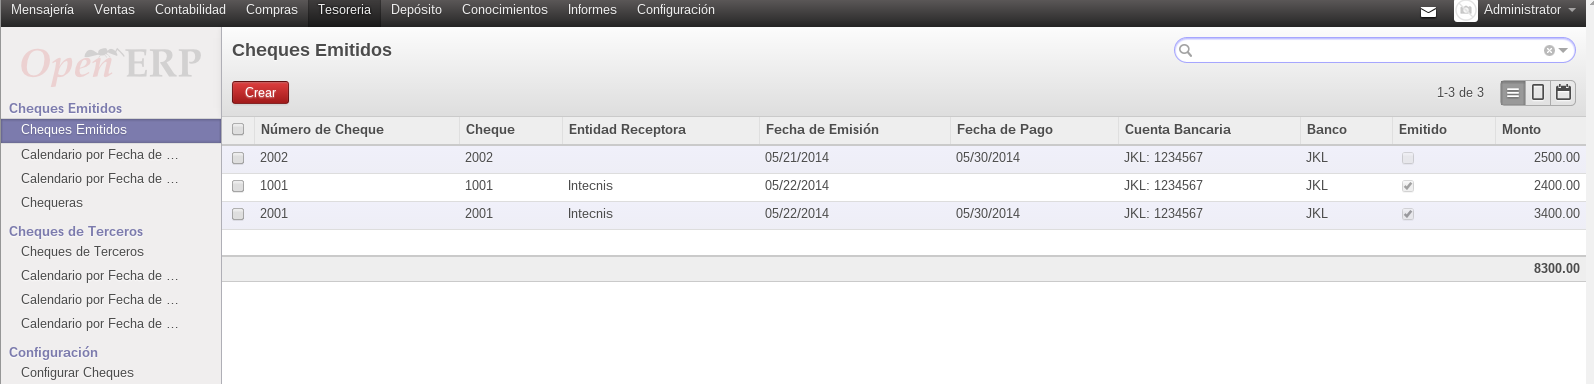 Mensajería Ventas Contabilidad Compras Tesoreria Depósito Conocimientos Informes Configuración Administrator
Open ERP
Cheques Emitidos
Cheques Emitidos
Calendario por Fecha de ...
Calendario por Fecha de ...
Chequeras
Cheques de Terceros
Cheques de Terceros
Calendario por Fecha de ...
Calendario por Fecha de ...
Calendario por Fecha de ...
Configuración
Configurar Cheques
Cheques Emitidos
Crear
1-3 de 3
Número de Cheque Cheque Entidad Receptora Fecha de Emisión Fecha de Pago Cuenta Bancaria Banco Emitido Monto
2002 2002 05/21/2014 05/30/2014 JKL: 1234567 JKL 2500.00
1001 1001 Intecnis 05/22/2014 JKL: 1234567 JKL 2400.00
2001 2001 Intecnis 05/22/2014 05/30/2014 JKL: 1234567 JKL 3400.00
8300.00